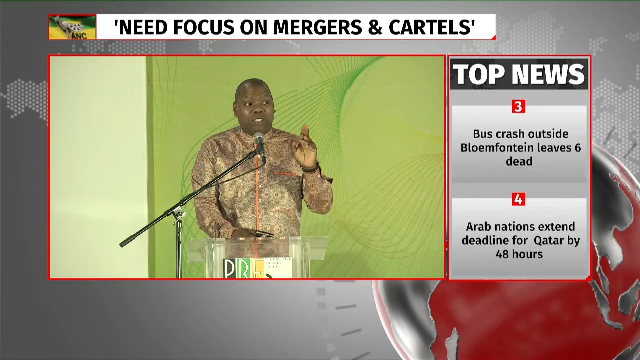 ANC
'NEED FOCUS ON MERGERS & CARTELS'
TOP NEWS
3
Bus crash outside
Bloemfontein leaves 6
dead
4
Arab nations extend
deadline for Qatar by
48 hours